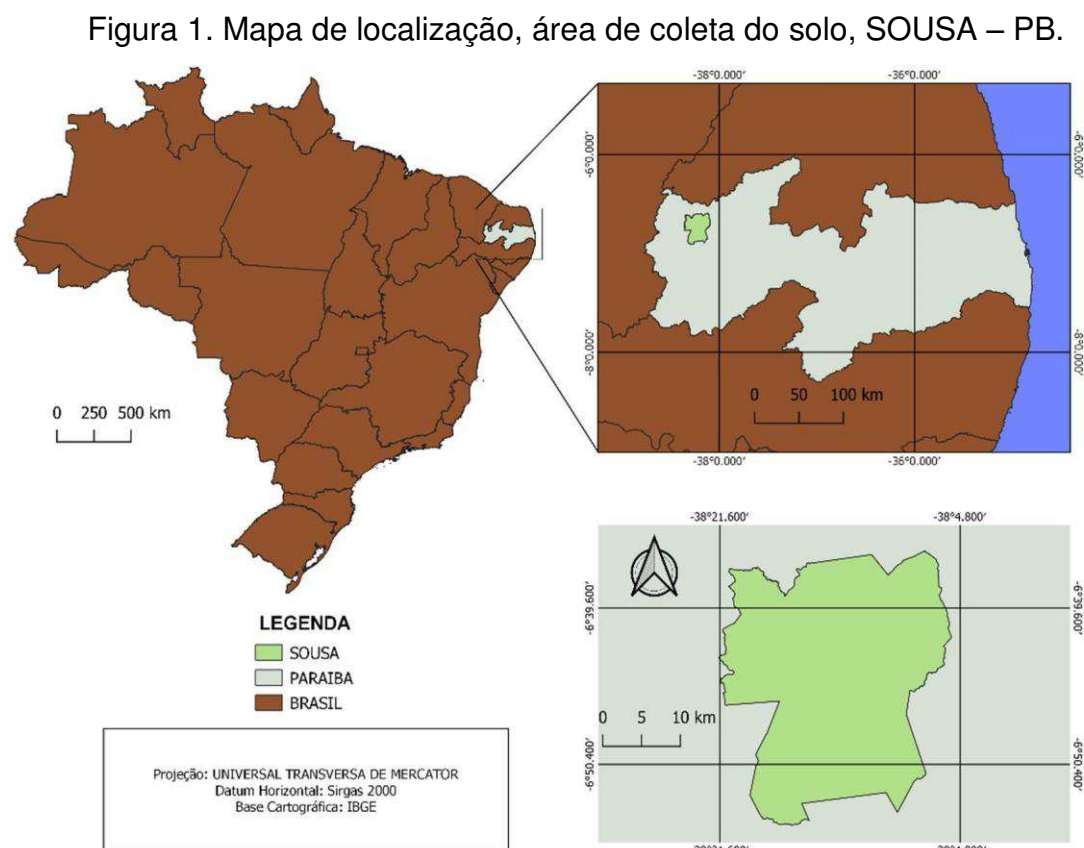 Figura 1. Mapa de localização, área de coleta do solo, SOUSA – PB.
-38°0.000' -36°0.000'
-6°0.000' -6°0.000'
-8°0.000' -8°0.000'
0 50 100 km
-38°0.000' -36°0.000'
0 250 500 km
-38°21.600' -38°4.800'
-6°39.600' -6°39.600'
0 5 10 km
-6°50.400' -6°50.400'
LEGENDA
SOUSA
PARAIBA
BRASIL
Projeção: UNIVERSAL TRANSVERSA DE MERCATOR
Datum Horizontal: Sirgas 2000
Base Cartográfica: IBGE